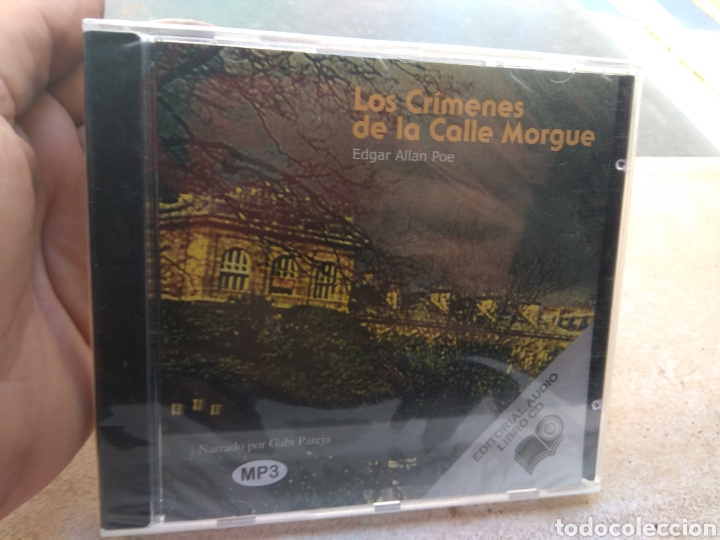 Los Crímenes
de la Calle Morgue
Edgar Allan Poe
Narrado por Gabi Pareja
MP3
EDITORIAL AUDIO
LIBRO CD
todocoleccion